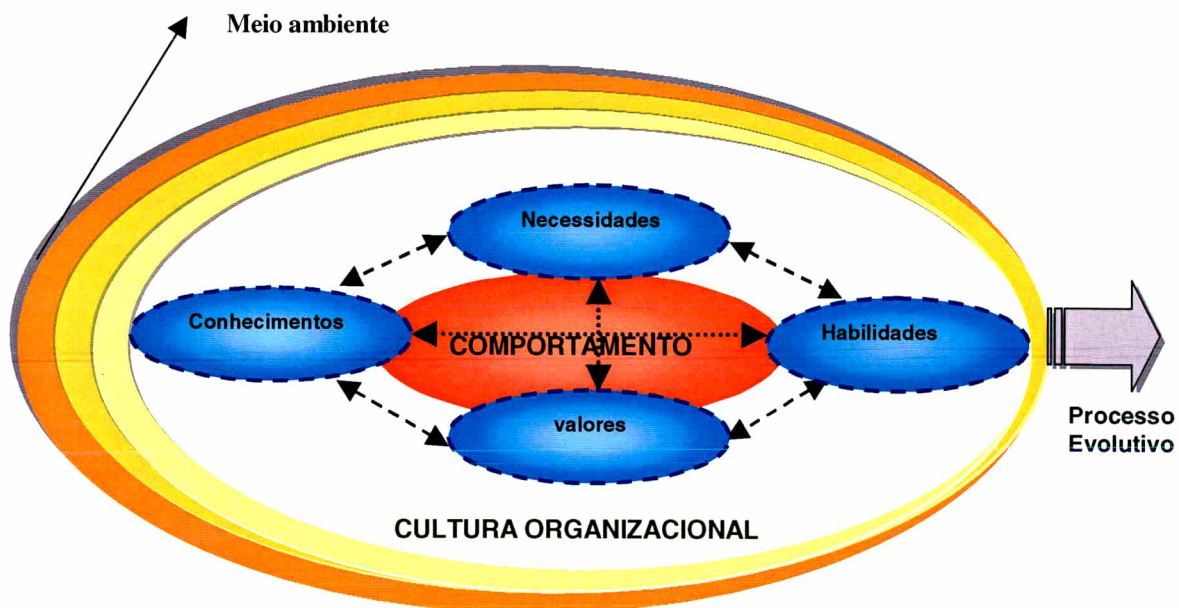 Meio ambiente
Necessidades
Conhecimentos
Habilidades
COMPORTAMENTO
valores
Processo
Evolutivo
CULTURA ORGANIZACIONAL